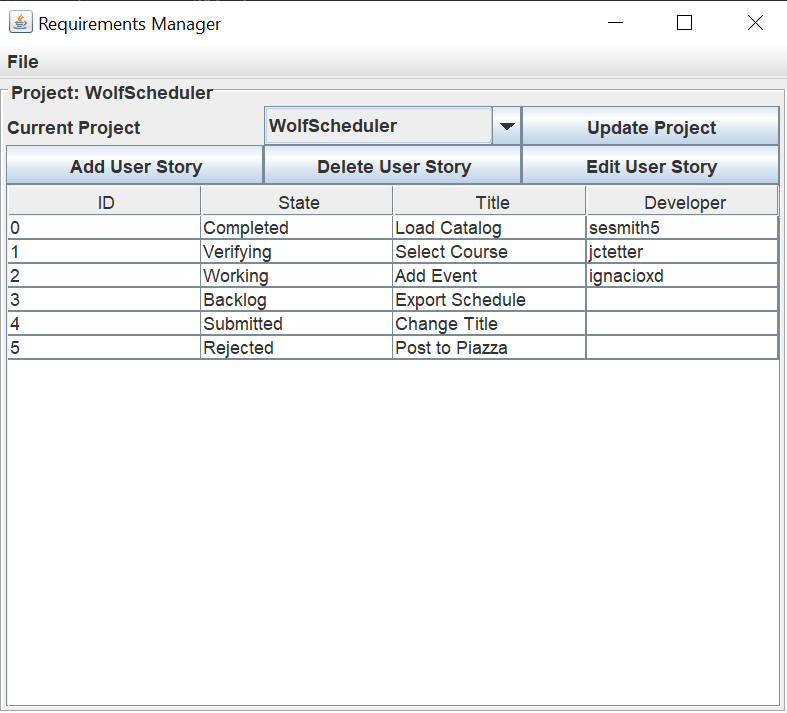 Requirements Manager
File
Project: WolfScheduler
Current Project WolfScheduler Update Project
Add User Story Delete User Story Edit User Story
ID State Title Developer
0 Completed Load Catalog sesmith5
1 Verifying Select Course jctetter
2 Working Add Event ignacioxd
3 Backlog Export Schedule
4 Submitted Change Title
5 Rejected Post to Piazza